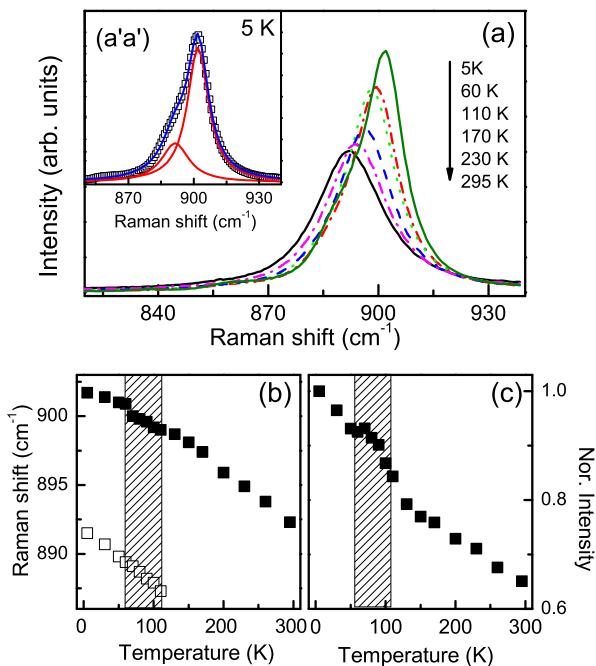 (a'a')
5 K
870 900 930
Raman shift (cm-1)
(a)
5K
60 K
110 K
170 K
230 K
295 K
Intensity (arb. units)
840 870 900 930
Raman shift (cm-1)
(b)
900
895
890
Raman shift (cm-1)
0 100 200 300
Temperature (K)
(c)
1.0
0.8
0.6
Nor. Intensity
0 100 200 300
Temperature (K)